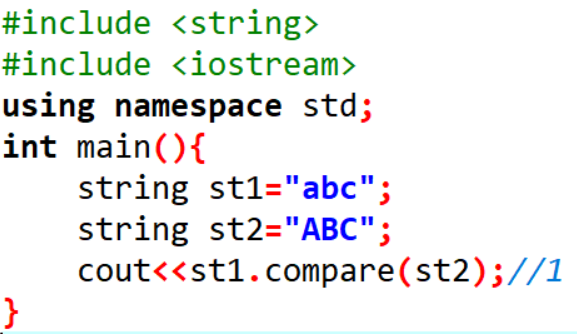 #include <string>
#include <iostream>
using namespace std;
int main(){
    string st1="abc";
    string st2="ABC";
    cout<<st1.compare(st2);//1
}